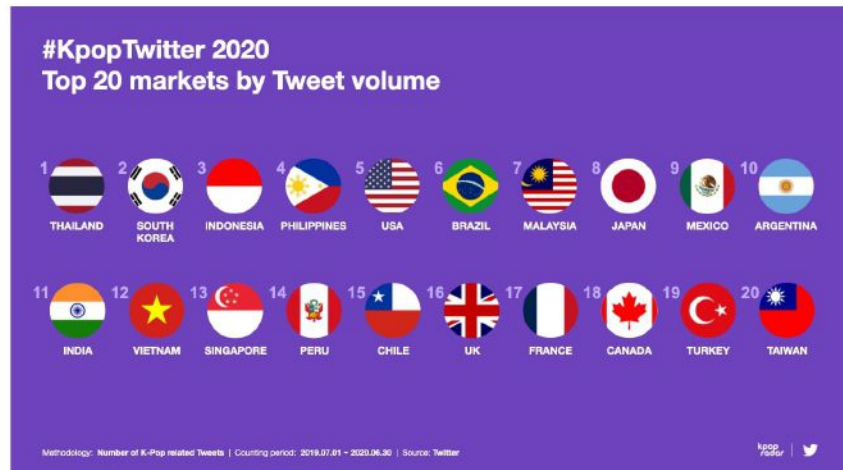 #KpopTwitter 2020
Top 20 markets by Tweet volume
1 2 3 4 5 6 7 8 9 10
THAILAND SOUTH KOREA INDONESIA PHILIPPINES USA BRAZIL MALAYSIA JAPAN MEXICO ARGENTINA
11 12 13 14 15 16 17 18 19 20
INDIA VIETNAM SINGAPORE PERU CHILE UK FRANCE CANADA TURKEY TAIWAN
Methodology: Number of K-Pop related Tweets | Counting period: 2019.07.01 - 2020.06.30 | Source: Twitter
kpop
radar